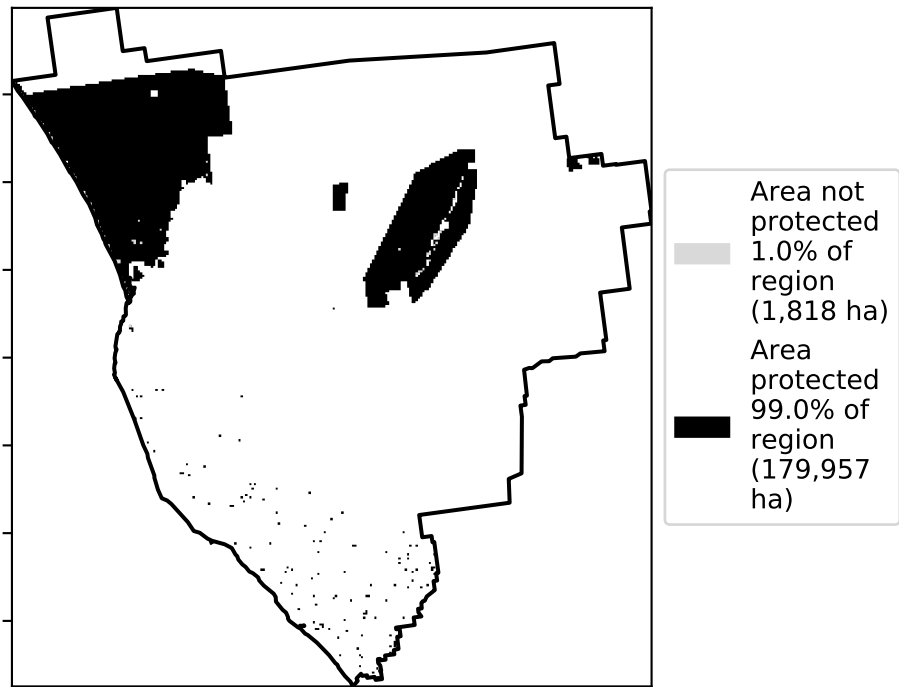 Area not
protected
1.0% of
region
(1,818 ha)
Area
protected
99.0% of
region
(179,957
ha)